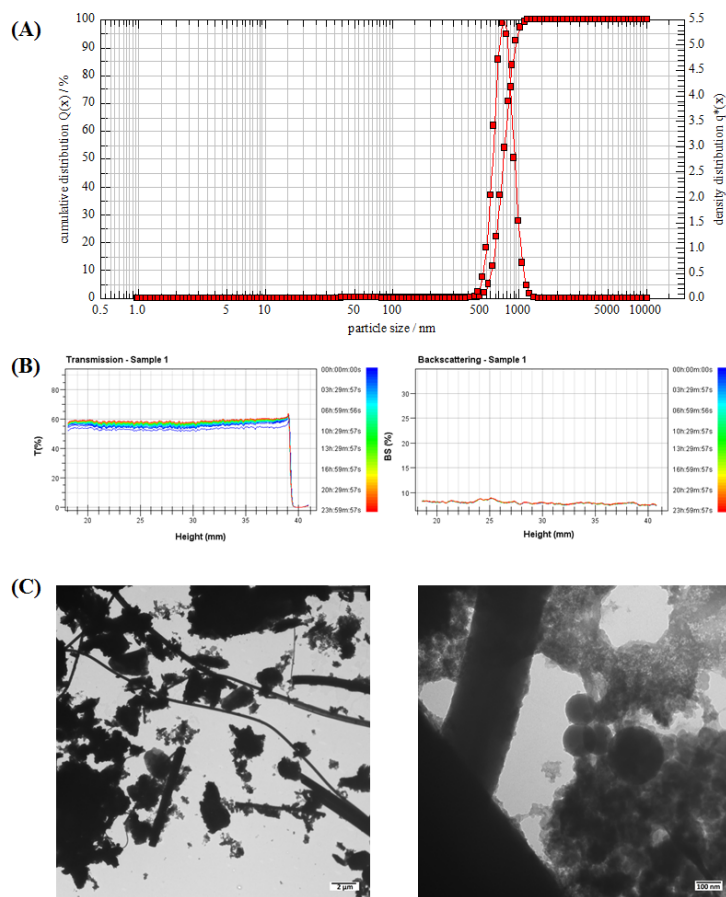 (A)
100
90
80
70
60
50
40
30
20
10
0
cumulative distribution Q(x) / %
5.5
5.0
4.5
4.0
3.5
3.0
2.5
2.0
1.5
1.0
0.5
0.0
density distribution q*(x)
0.5 1.0 5 10 50 100 500 1000 5000 10000
particle size / nm
(B)
Transmission - Sample 1
80
60
40
20
0
T(%)
20 25 30 35 40
Height (mm)
00h:00m:00s
03h:29m:57s
06h:59m:56s
10h:29m:57s
13h:29m:57s
16h:59m:57s
20h:29m:57s
23h:59m:57s
Backscattering - Sample 1
30
25
20
15
10
BS (%)
20 25 30 35 40
Height (mm)
00h:00m:00s
03h:29m:57s
06h:59m:56s
10h:29m:57s
13h:29m:57s
16h:59m:57s
20h:29m:57s
23h:59m:57s
(C)
2 µm
100 nm